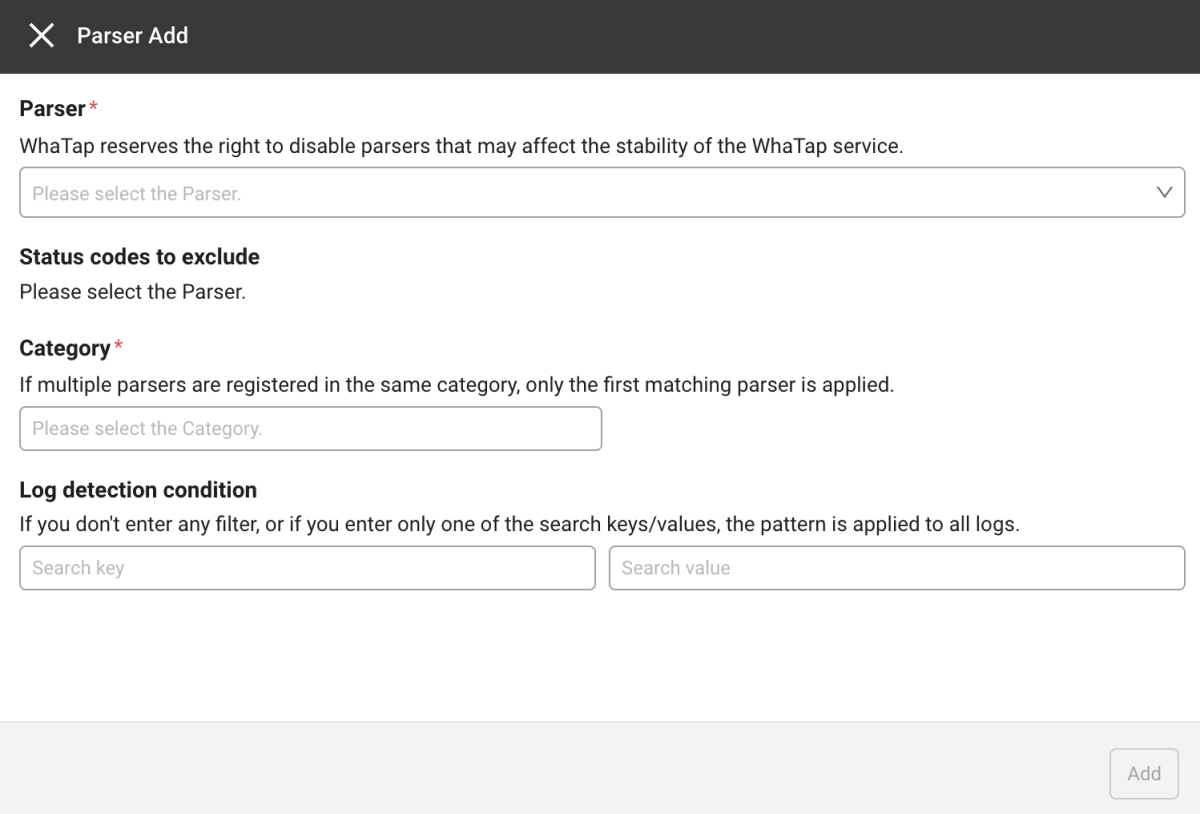 Parser Add
Parser*
WhaTap reserves the right to disable parsers that may affect the stability of the WhaTap service.
Please select the Parser.
Status codes to exclude
Please select the Parser.
Category*
If multiple parsers are registered in the same category, only the first matching parser is applied.
Please select the Category.
Log detection condition
If you don't enter any filter, or if you enter only one of the search keys/values, the pattern is applied to all logs.
Search key
Search value
Add